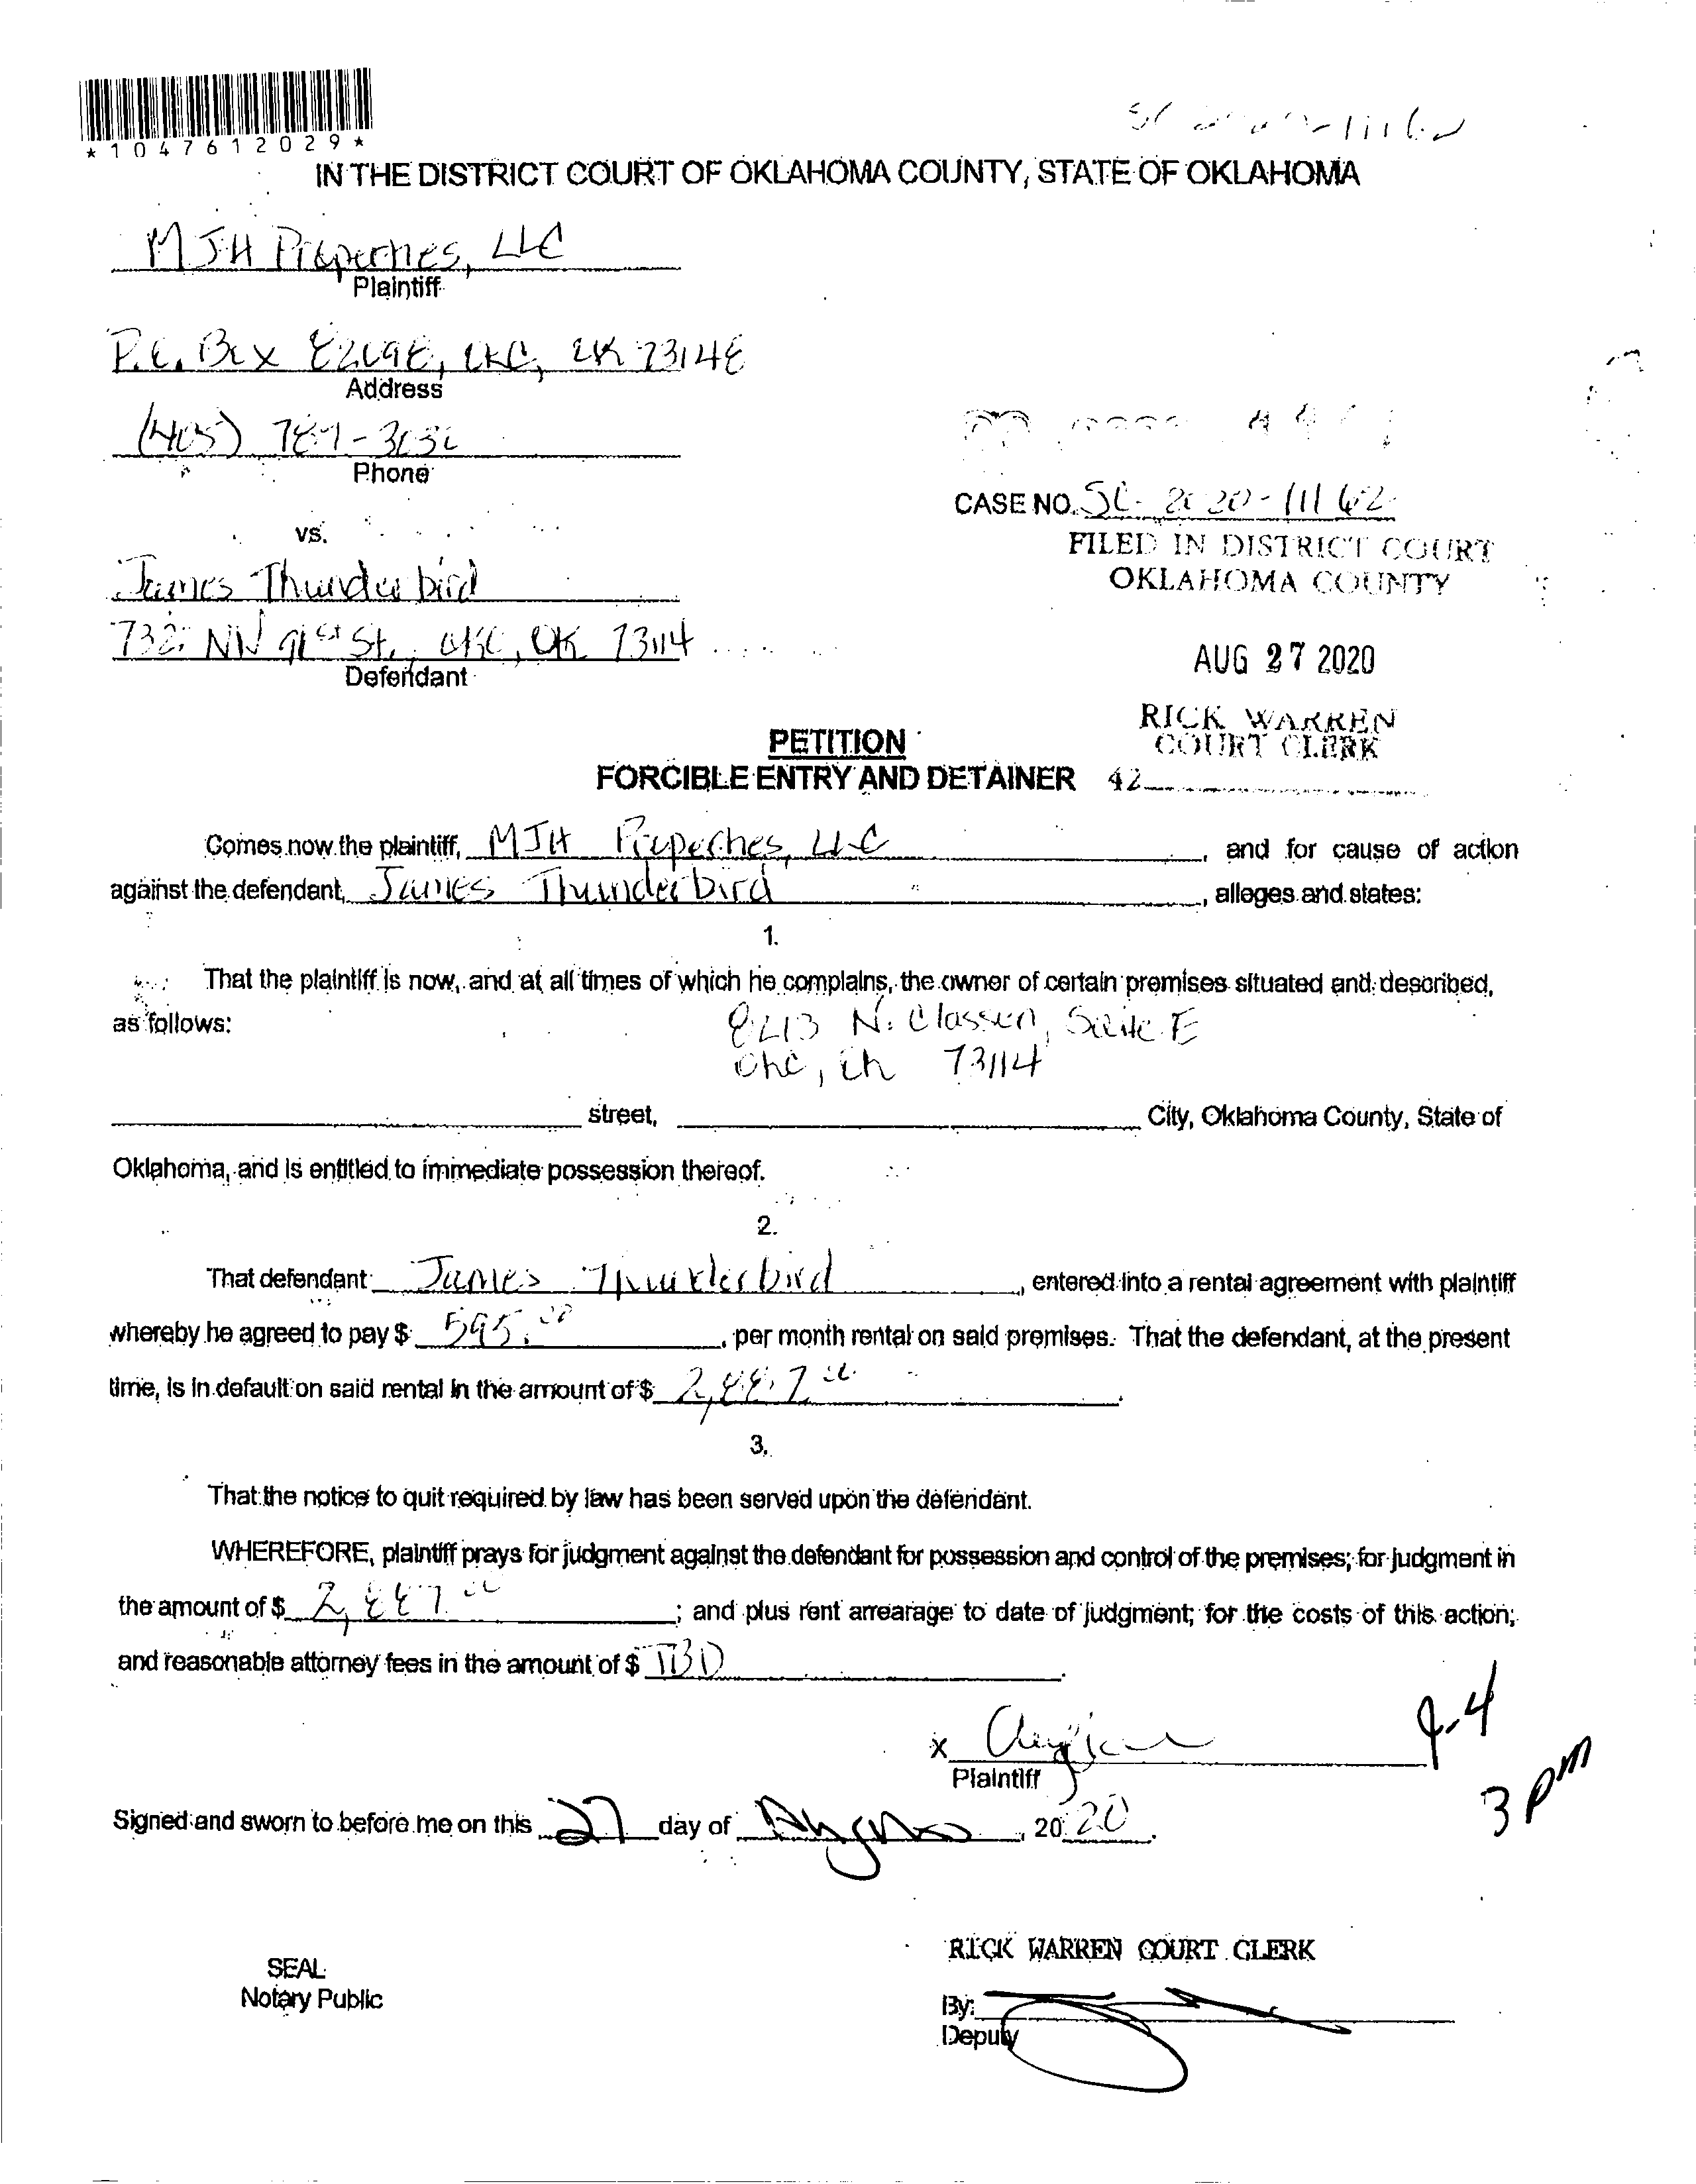 *1047612029*
IN THE DISTRICT COURT OF OKLAHOMA COUNTY, STATE OF OKLAHOMA
MJH Properties, LLC
Plaintiff
P.O. Box OKC, OK 73148
Address
(405)
Phone
CASE NO. SC-2020-11162
vs.
FILED IN DISTRICT COURT
OKLAHOMA COUNTY
James Thunderbird
732 NW 91st St., OKC, OK 73114
Defendant
AUG 27 2020
RICK WARREN
COURT CLERK
42
PETITION
FORCIBLE ENTRY AND DETAINER
Comes now the plaintiff, MJH Properties, LLC, and for cause of action
against the defendant, James Thunderbird, alleges and states:
1.
That the plaintiff is now, and at all times of which he complains, the owner of certain premises situated and described,
as follows:
8213 N. Classen, Suite E
OKC, OK 73114
street, City, Oklahoma County, State of
Oklahoma, and is entitled to immediate possession thereof.
2.
That defendant James Thunderbird, entered into a rental agreement with plaintiff
whereby he agreed to pay $ 595.00, per month rental on said premises. That the defendant, at the present
time, is in default on said rental in the amount of $ 2,887.00.
3.
That the notice to quit required by law has been served upon the defendant.
WHEREFORE, plaintiff prays for judgment against the defendant for possession and control of the premises; for judgment in
the amount of $ 2,887.00; and plus rent arrearage to date of judgment; for the costs of this action;
and reasonable attorney fees in the amount of $ TBD.
x
Plaintiff
9-4
3 pm
Signed and sworn to before me on this 27 day of August, 2020.
RICK WARREN COURT CLERK
SEAL
Notary Public
By:
Deputy